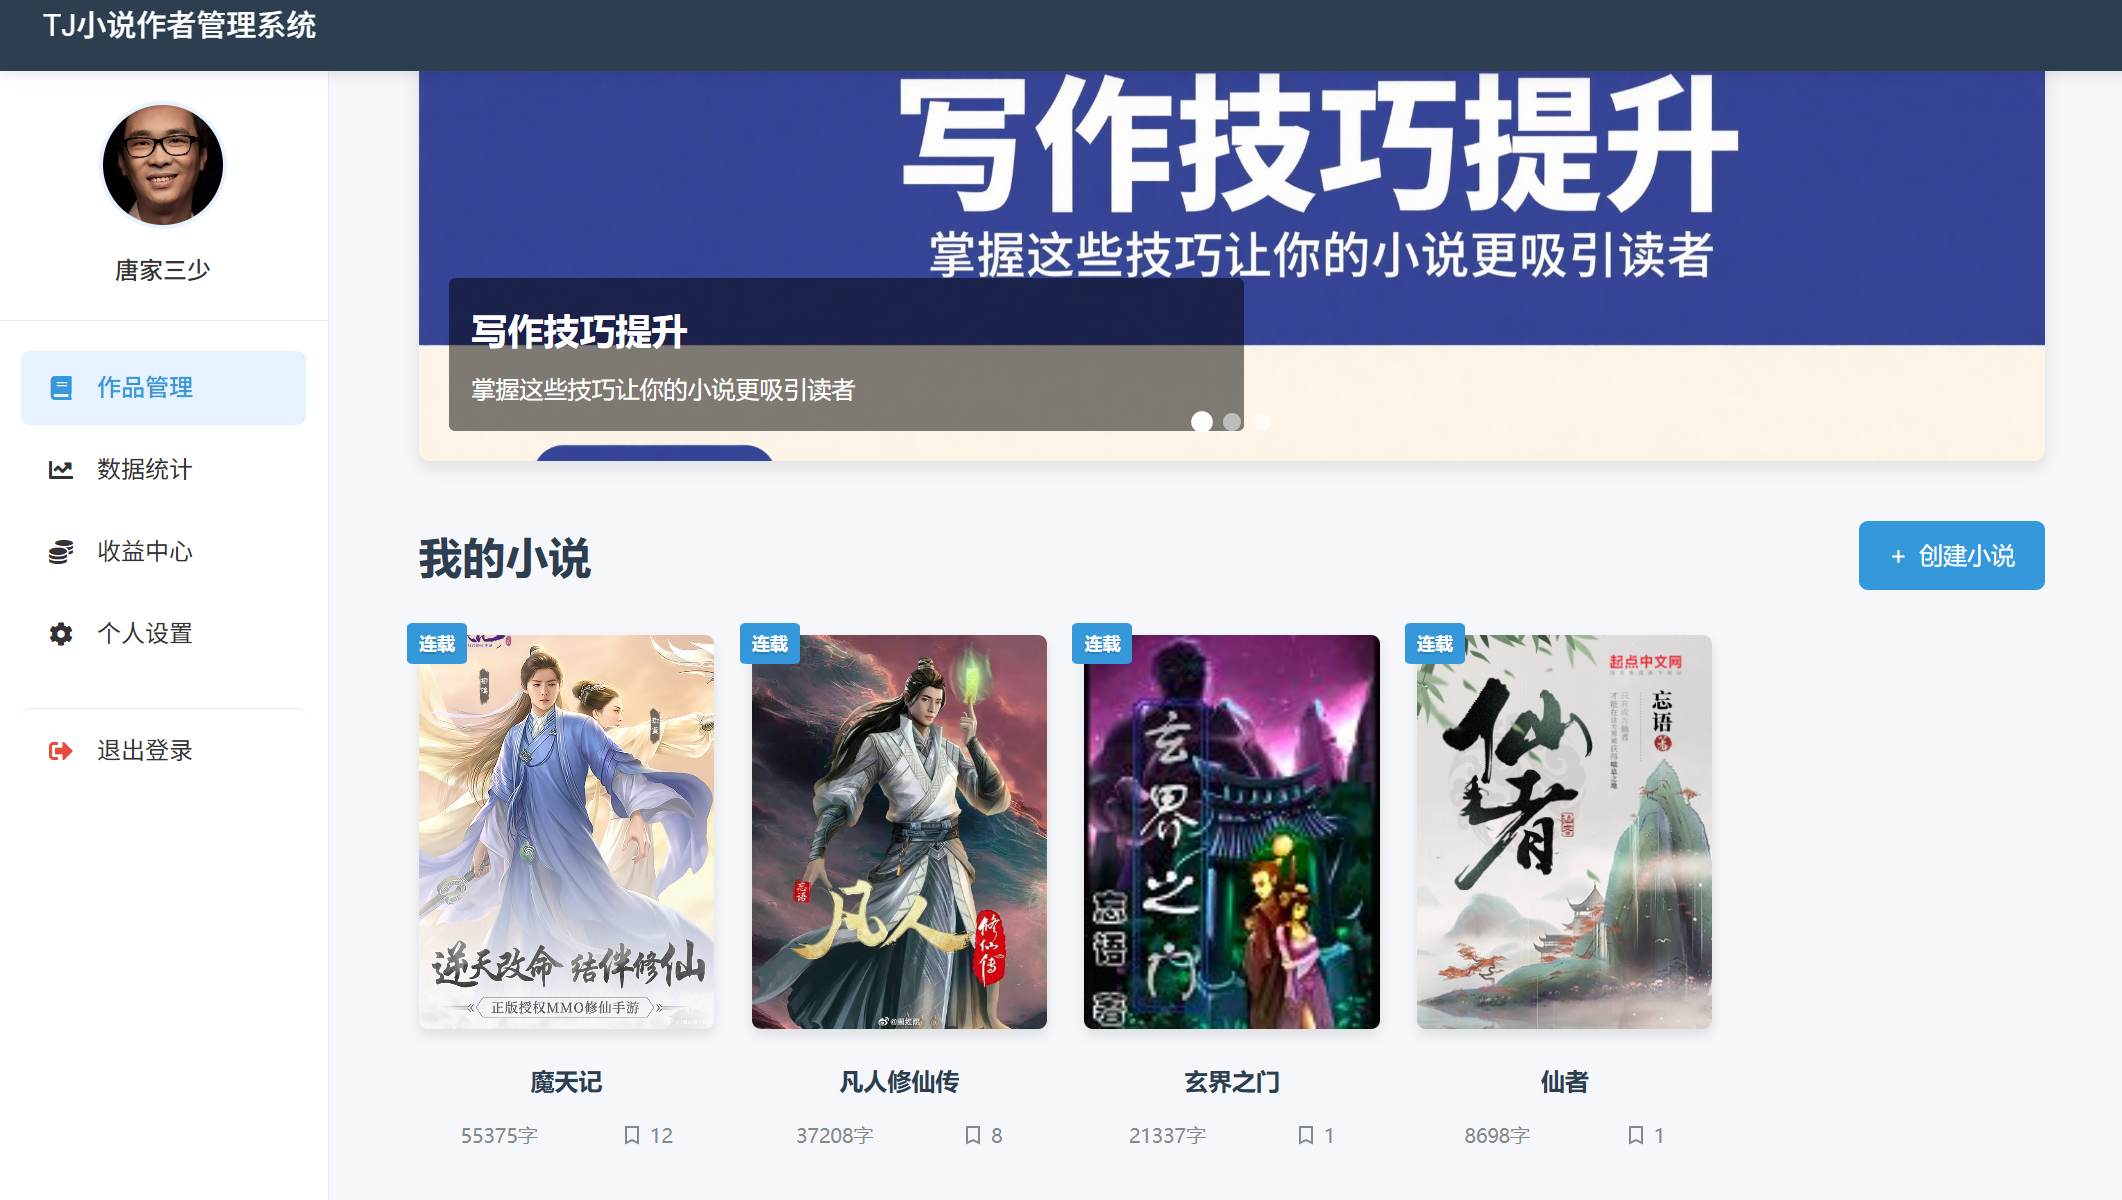 TJ小说作者管理系统
唐家三少
作品管理
数据统计
收益中心
个人设置
退出登录
写作技巧提升
掌握这些技巧让你的小说更吸引读者
写作技巧提升
掌握这些技巧让你的小说更吸引读者
我的小说
+ 创建小说
连载
逆天改命 结伴修仙
正版授权MMO修仙手游
魔天记
55375字
12
连载
忘语
凡人
修仙传
凡人修仙传
37208字
8
连载
玄界之门
忘语 著
玄界之门
21337字
1
连载
起点中文网
仙者
忘语
著
仙者
8698字
1